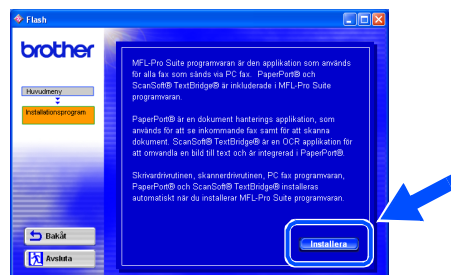 Flash
brother
Huvudmeny
Installationsprogram
MFL-Pro Suite programvaran är den applikation som används
för alla fax som sänds via PC fax. PaperPort® och
ScanSoft® TextBridge® är inkluderade i MFL-Pro Suite
programvaran.
PaperPort® är en dokument hanterings applikation, som
används för att se inkommande fax samt för att skanna
dokument. ScanSoft® TextBridge® är en OCR applikation för
att omvandla en bild till text och är integrerad i PaperPort®.
Skrivardrivrutinen, skannerdrivrutinen, PC fax programvaran,
PaperPort® och ScanSoft® TextBridge® installeras
automatiskt när du installerar MFL-Pro Suite programvaran.
Bakåt
Avsluta
Installera